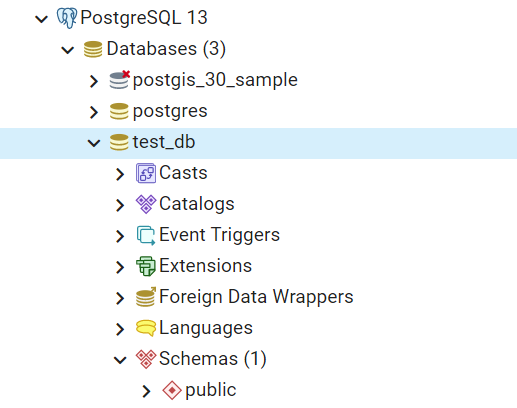 PostgreSQL 13
Databases (3)
postgis_30_sample
postgres
test_db
Casts
Catalogs
Event Triggers
Extensions
Foreign Data Wrappers
Languages
Schemas (1)
public